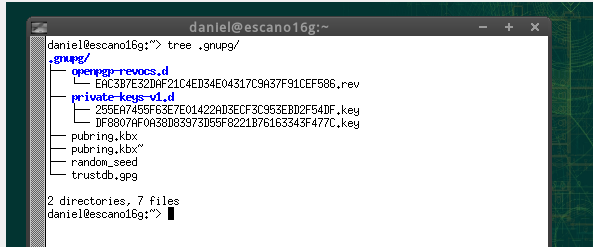 daniel@escano16g:~
daniel@escano16g:~> tree .gnupg/
.gnupg/
├── openpgp-revocs.d
│   └── EAC3B7E32DAF21C4ED34E04317C9A37F91CEF586.rev
├── private-keys-v1.d
│   ├── 255EA7455F63E7E01422AD3ECF3C953EBD2F54DF.key
│   └── DF8807AF0A38D83973D55F8221B76163343F477C.key
├── pubring.kbx
├── pubring.kbx~
├── random_seed
└── trustdb.gpg
2 directories, 7 files
daniel@escano16g:~>